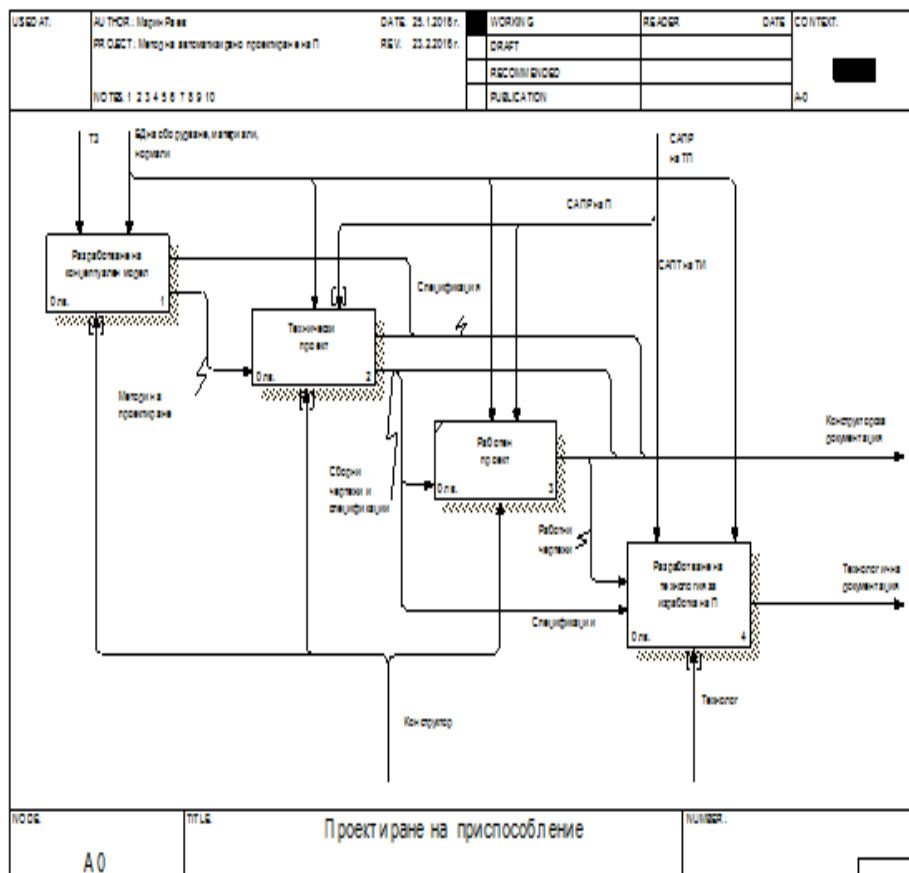 USED AT:
AUTHOR: Марин Раев
DATE: 25.1.2016 г.
WORKING
READER
DATE
CONTEXT:
PROJECT: Метод на автоматизирано проектиране на П
REV: 23.2.2016 г.
DRAFT
RECOMMENDED
NOTES: 1 2 3 4 5 6 7 8 9 10
PUBLICATION
A-0
ТЗ
БД на оборудване, материали,
нормали
САПР
на ТП
САПР на П
Разработване на
концептуален модел
0 лв.
1
САПТ на ТИ
Спецификация
Технически
проект
0 лв.
2
Методи на
проектиране
Работен
проект
0 лв.
3
Конструкторска
документация
Сборни
чертежи и
спецификации
Работни
чертежи
Разработване на
технология за
изработка на П
0 лв.
4
Технологична
документация
Спецификации
Конструктор
Технолог
NODE:
TITLE:
Проектиране на приспособление
NUMBER:
A0